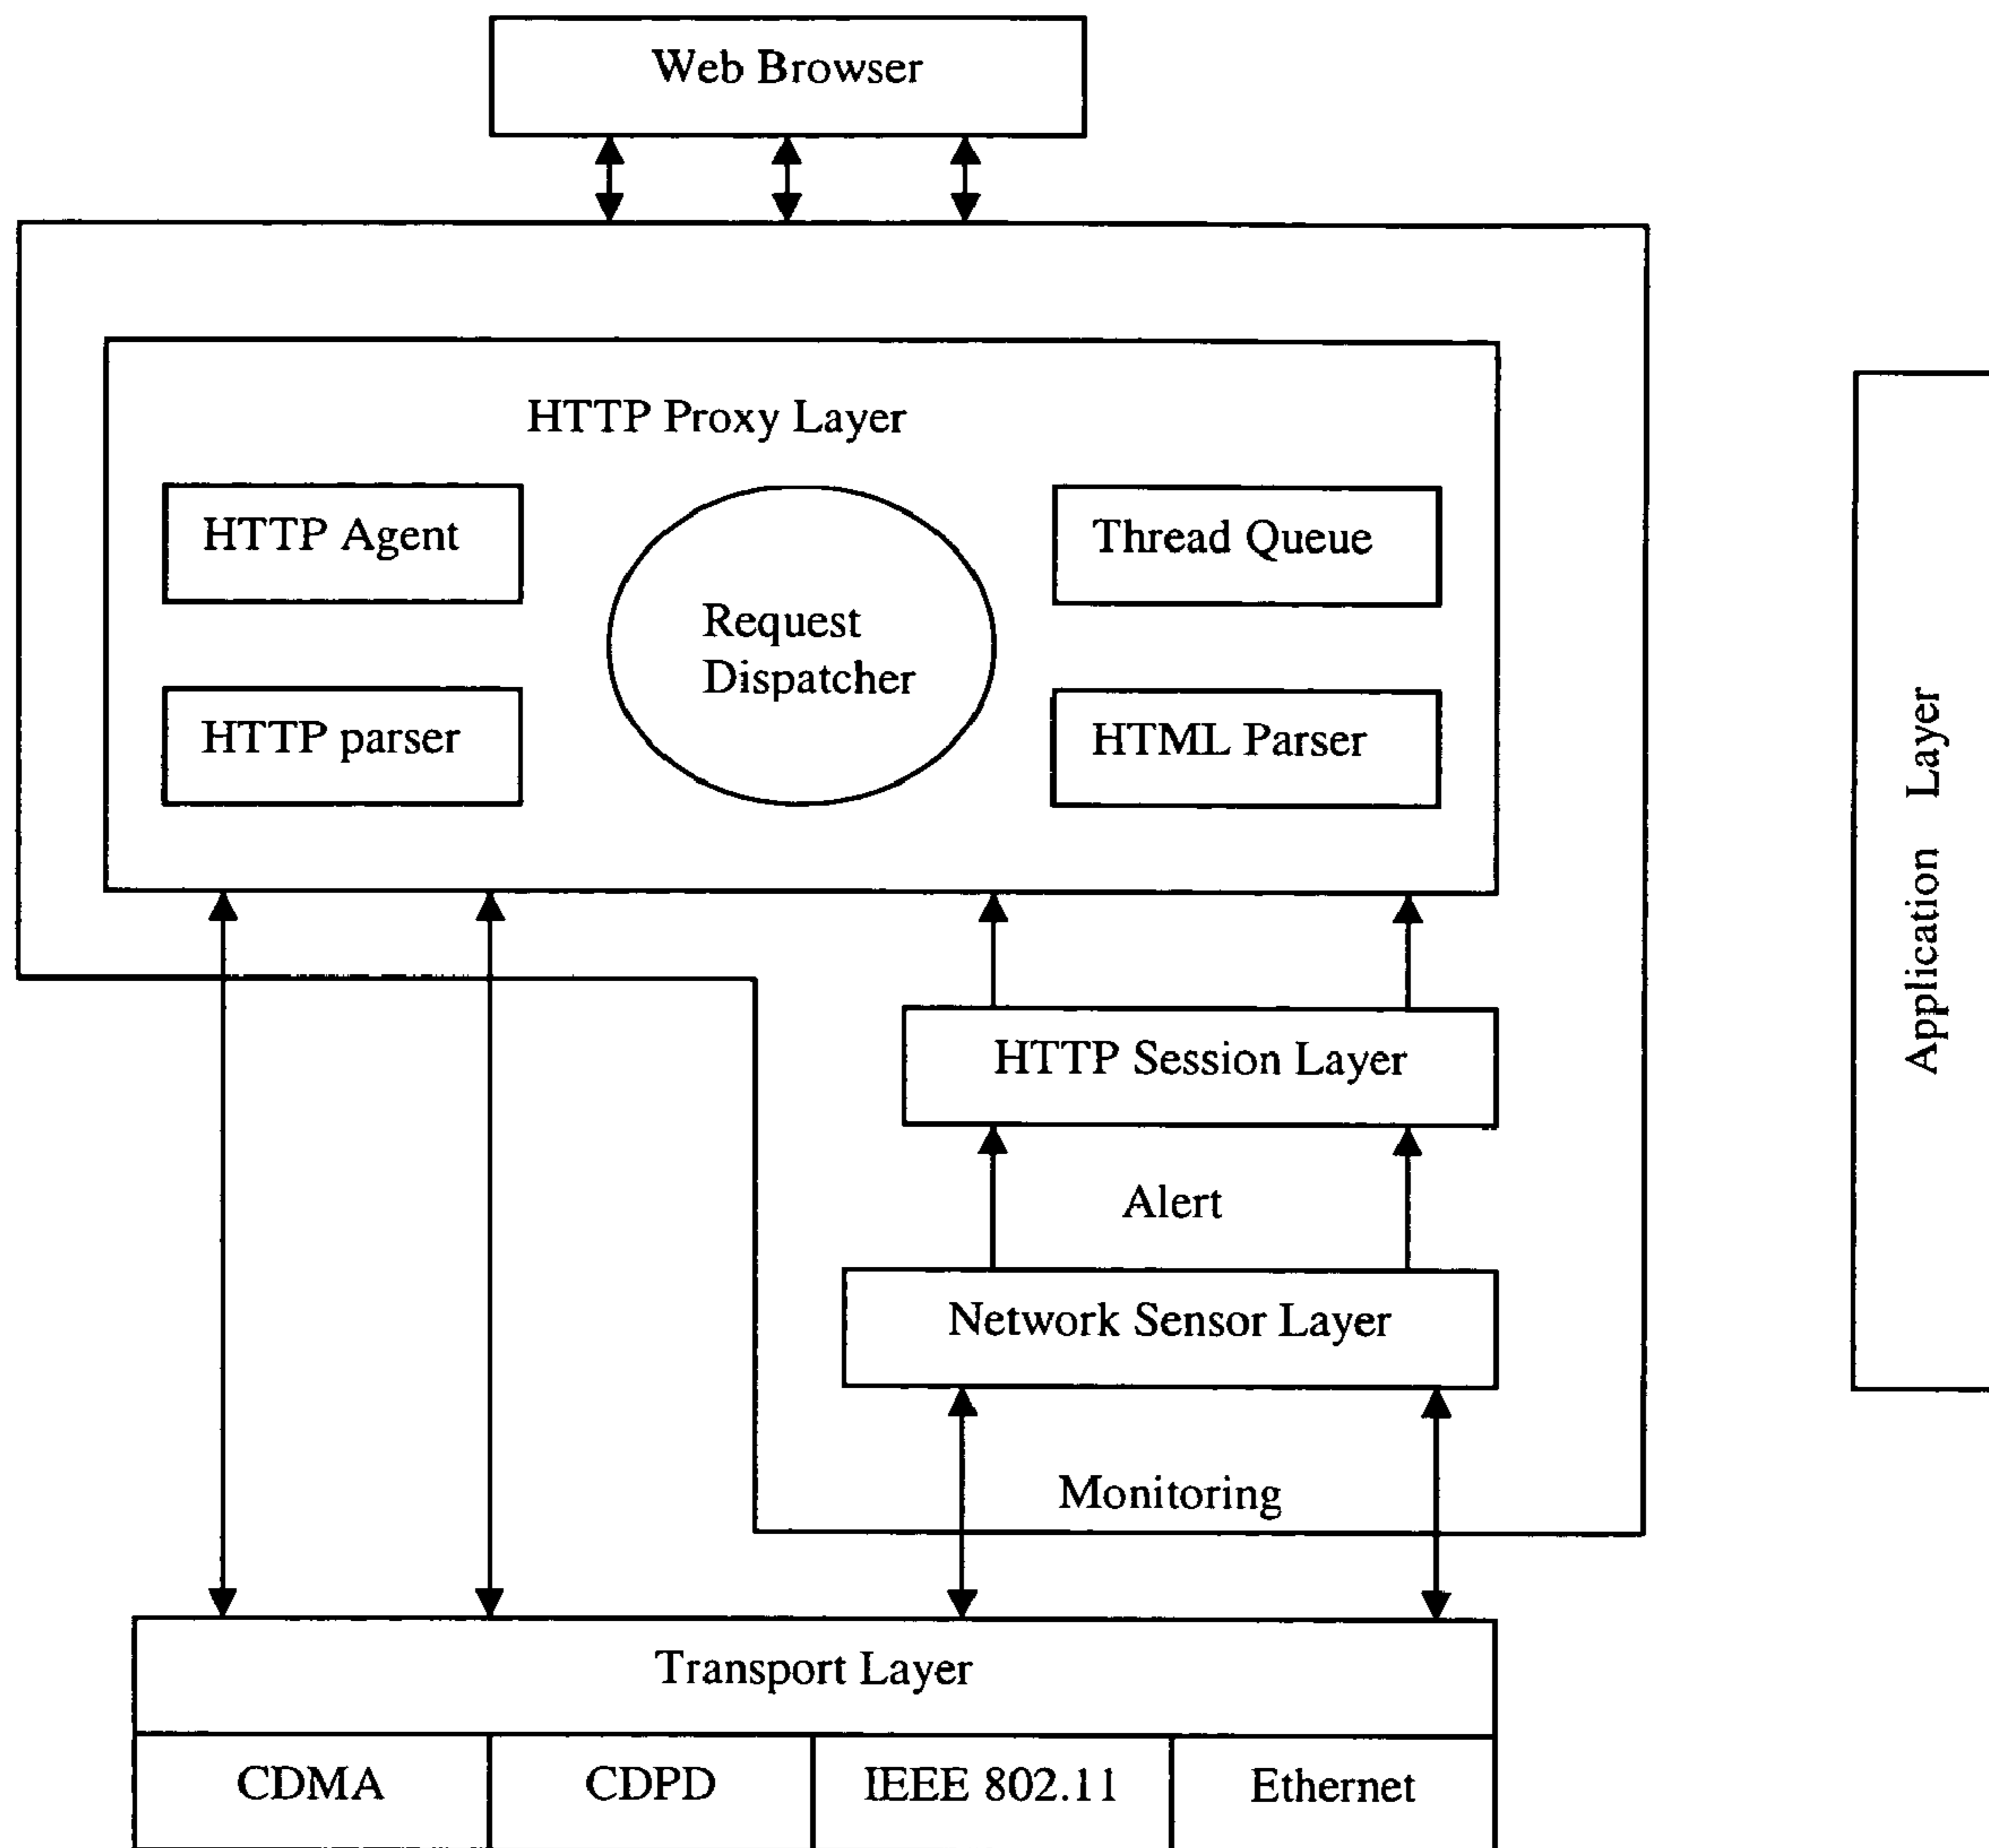 Web Browser
HTTP Proxy Layer
HTTP Agent
Thread Queue
Request
Dispatcher
HTTP parser
HTML Parser
Application Layer
HTTP Session Layer
Alert
Network Sensor Layer
Monitoring
Transport Layer
CDMA
CDPD
IEEE 802.11
Ethernet